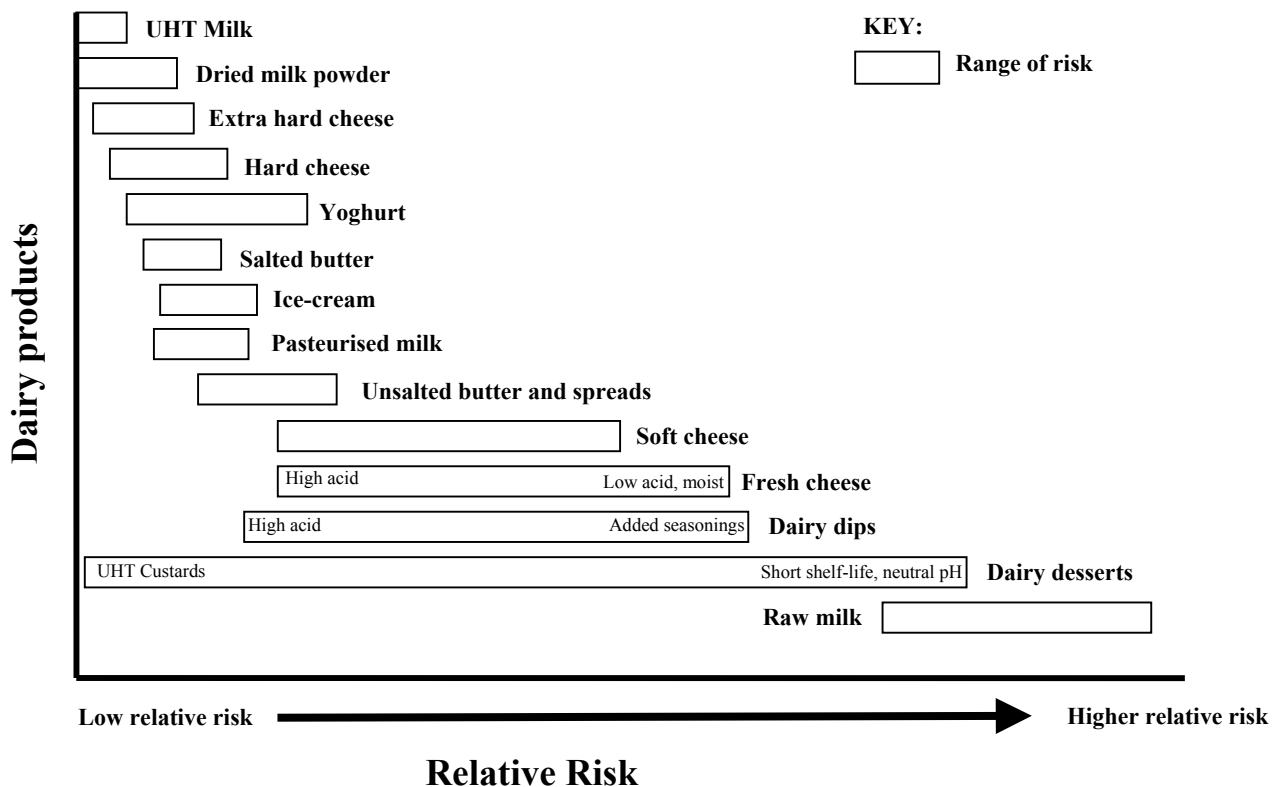 UHT Milk
KEY:
Dried milk powder
Range of risk
Extra hard cheese
Hard cheese
Yoghurt
Salted butter
Ice-cream
Pasteurised milk
Unsalted butter and spreads
Soft cheese
High acid
Low acid, moist
Fresh cheese
High acid
Added seasonings
Dairy dips
UHT Custards
Short shelf-life, neutral pH
Dairy desserts
Raw milk
Dairy products
Low relative risk
Higher relative risk
Relative Risk